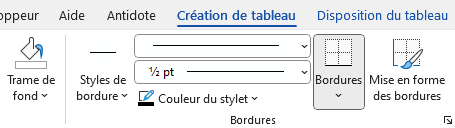 oppeur Aide Antidote Création de tableau Disposition du tableau
½ pt
Trame de fond
Styles de bordure
Couleur du stylet
Bordures
Mise en forme des bordures
Bordures